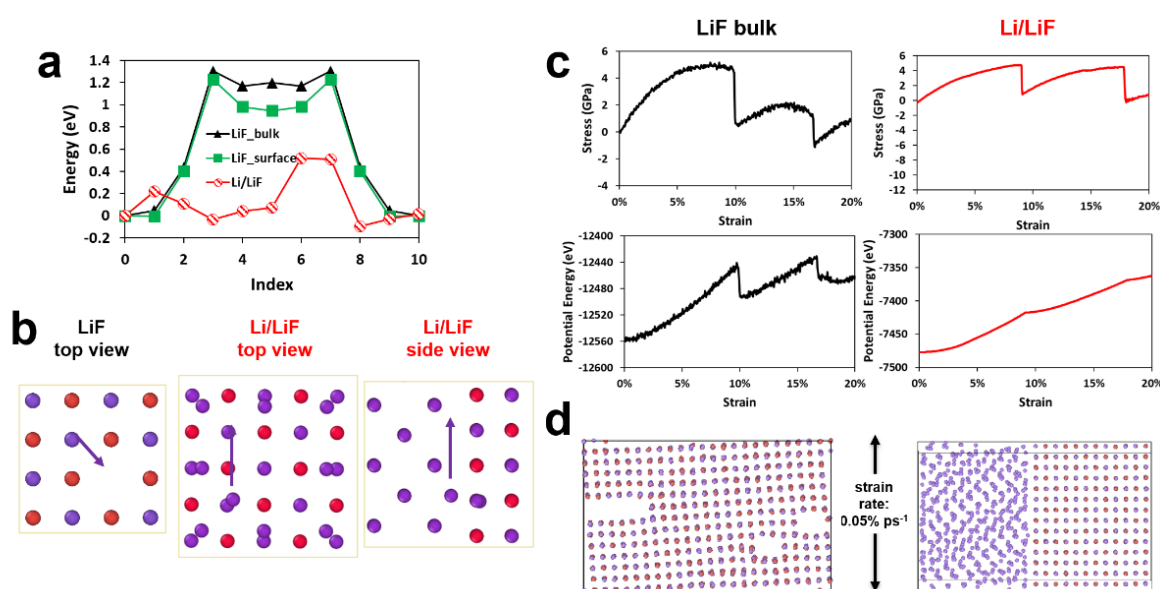 LiF bulk
Li/LiF
a
c
1.4
1.2
1.0
0.8
0.6
0.4
0.2
0
-0.2
Energy (eV)
LiF_bulk
LiF_surface
Li/LiF
0 2 4 6 8 10
Index
6
4
2
0
-2
-4
Stress (GPa)
0% 5% 10% 15% 20%
Strain
6
4
2
0
-2
-4
-6
-8
-10
-12
Stress (GPa)
0% 5% 10% 15% 20%
Strain
-12400
-12440
-12480
-12520
-12560
-12600
Potential Energy (eV)
0% 5% 10% 15% 20%
Strain
-7300
-7350
-7400
-7450
-7500
Potential Energy (eV)
0% 5% 10% 15% 20%
Strain
b
LiF
top view
Li/LiF
top view
Li/LiF
side view
d
strain
rate:
0.05% ps⁻¹